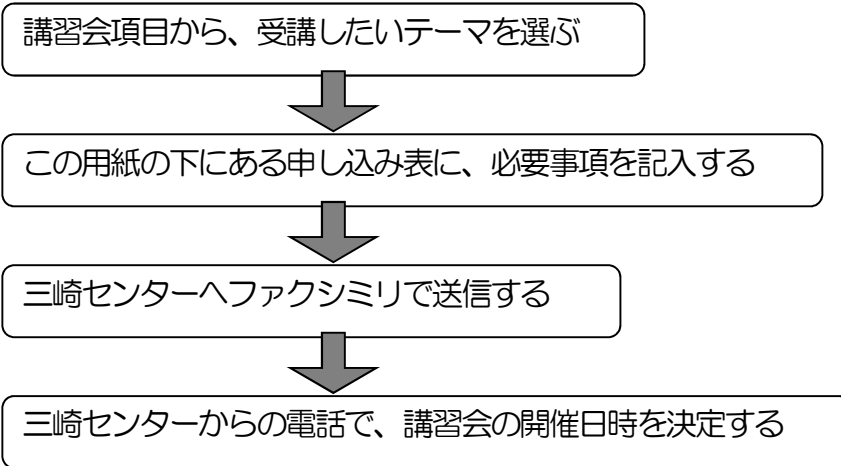 講習会項目から、受講したいテーマを選ぶ
この用紙の下にある申し込み表に、必要事項を記入する
三崎センターへファクシミリで送信する
三崎センターからの電話で、講習会の開催日時を決定する